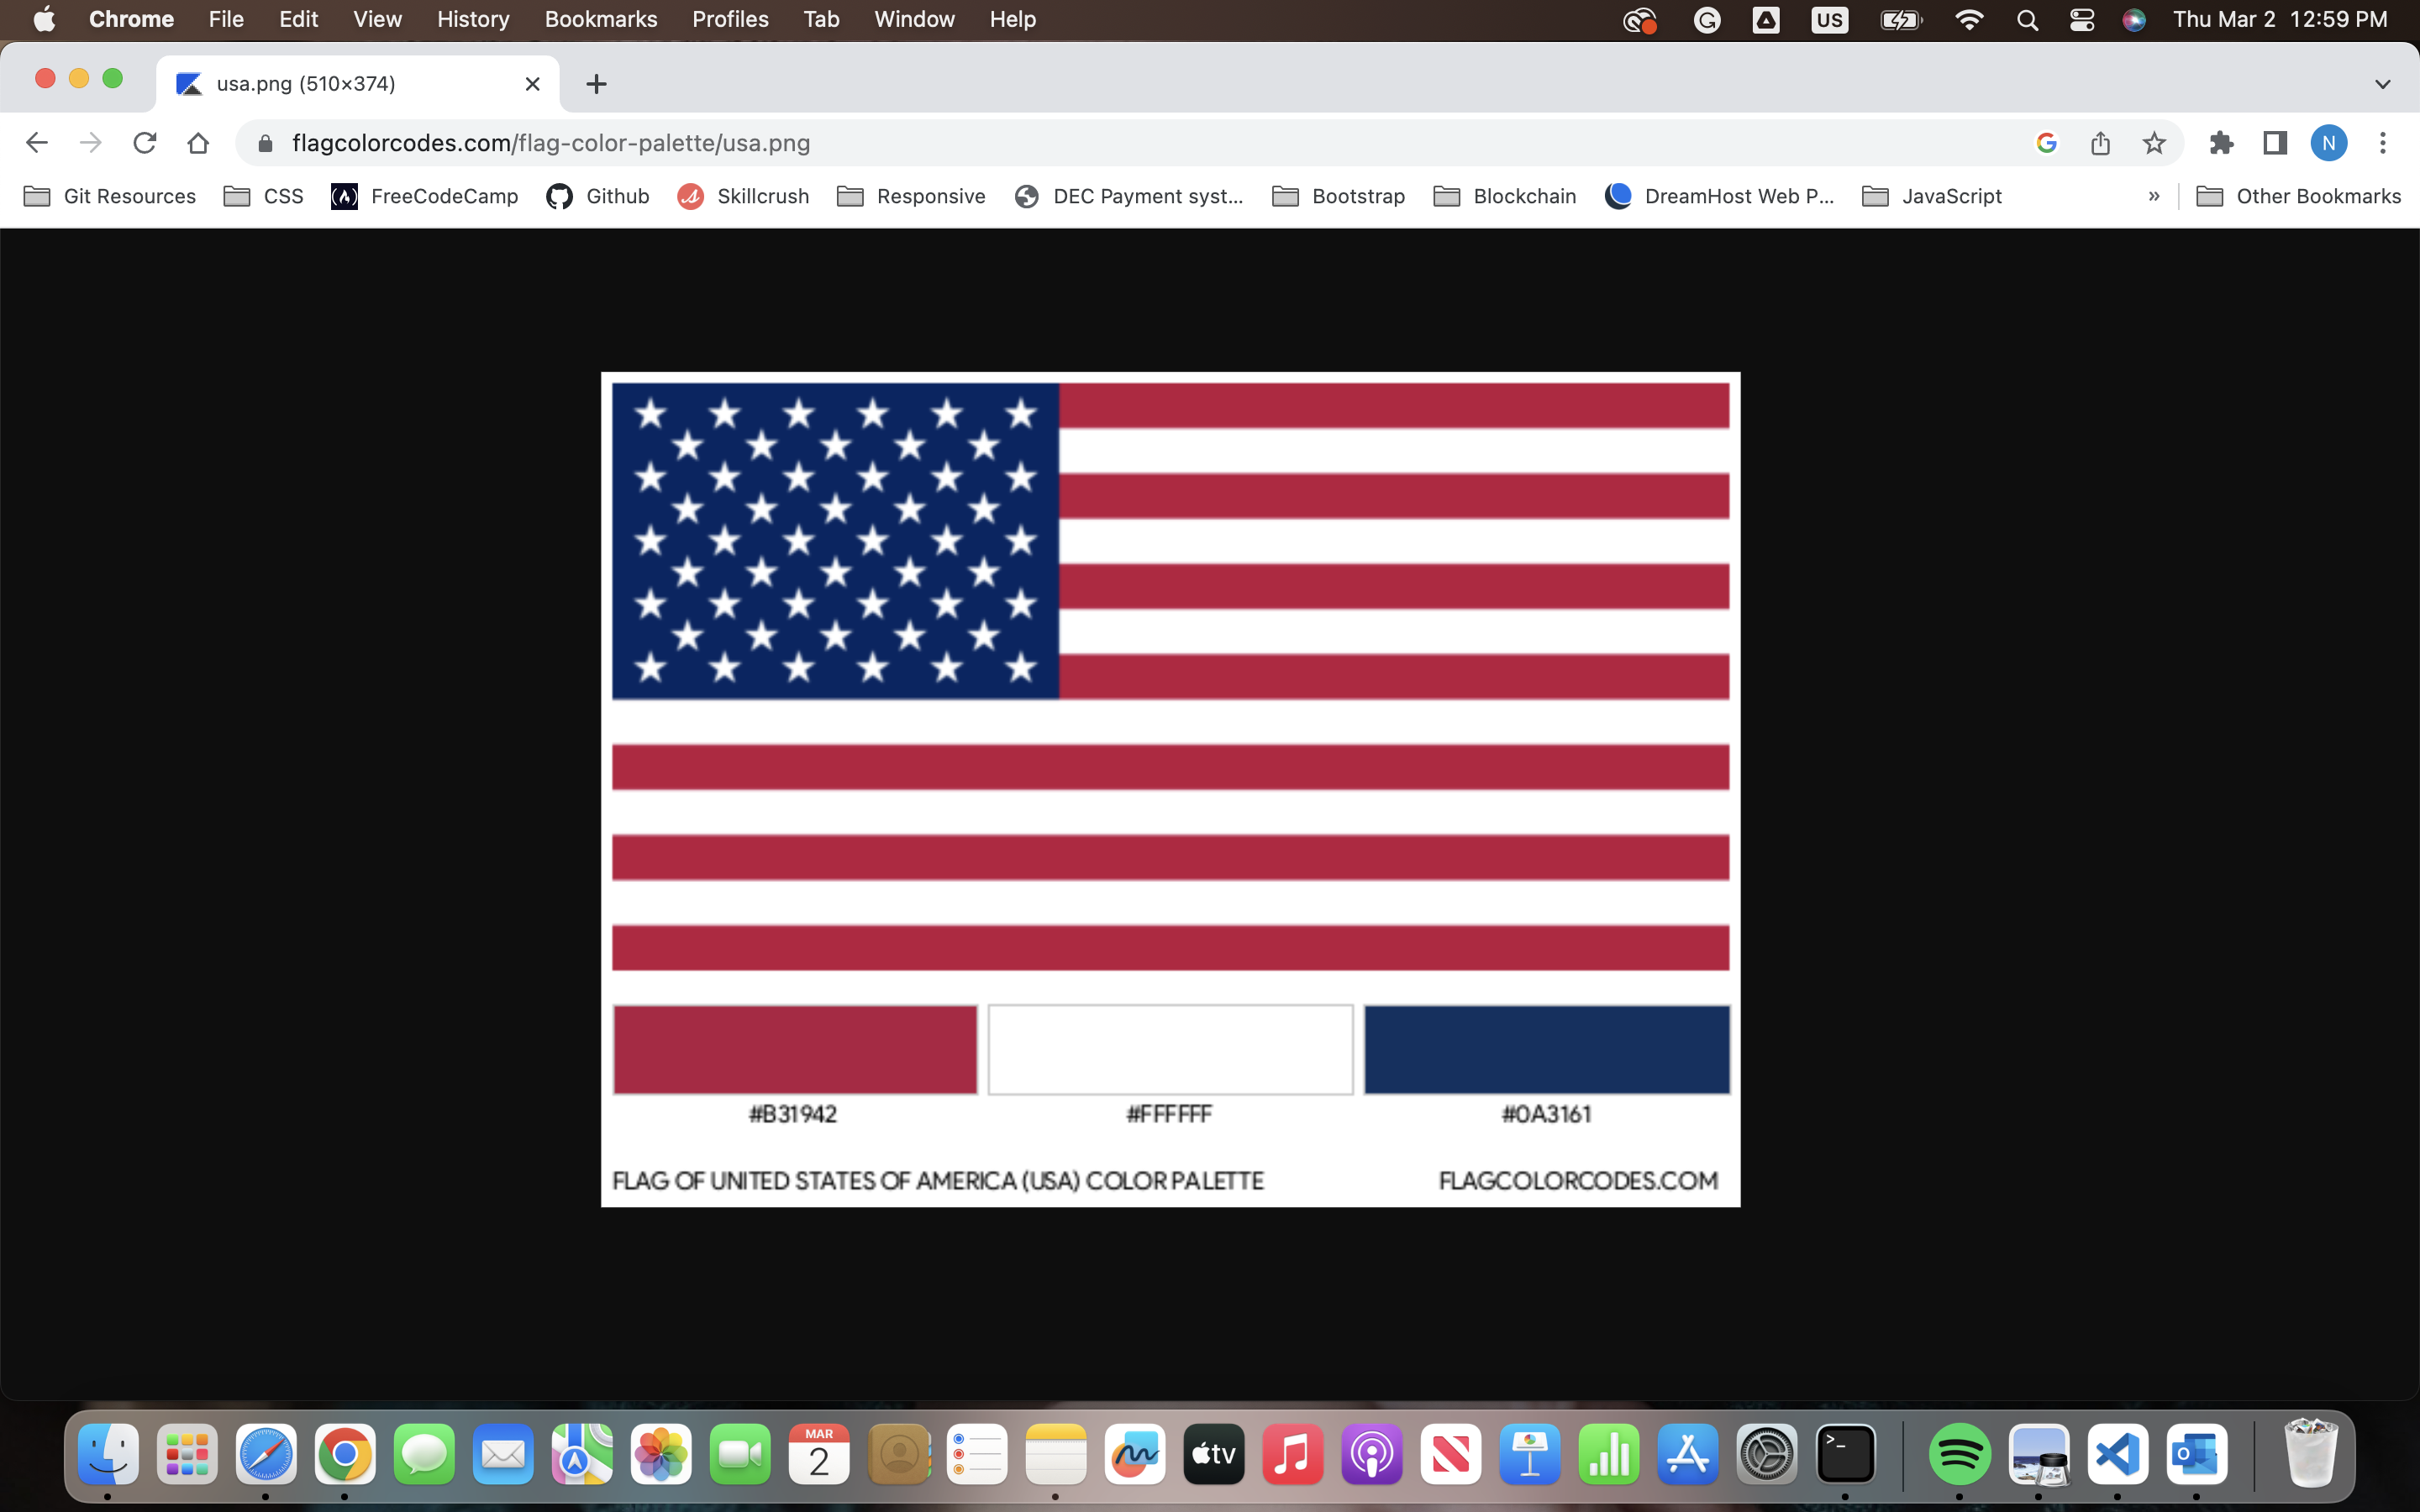 Chrome File Edit View History Bookmarks Profiles Tab Window Help US Thu Mar 2 12:59 PM
usa.png (510×374)
flagcolorcodes.com/flag-color-palette/usa.png N
Git Resources CSS FreeCodeCamp Github Skillcrush Responsive DEC Payment syst... Bootstrap Blockchain DreamHost Web P... JavaScript » Other Bookmarks
#B31942 #FFFFFF #0A3161
FLAG OF UNITED STATES OF AMERICA (USA) COLOR PALETTE FLAGCOLORCODES.COM
MAR
2
tv